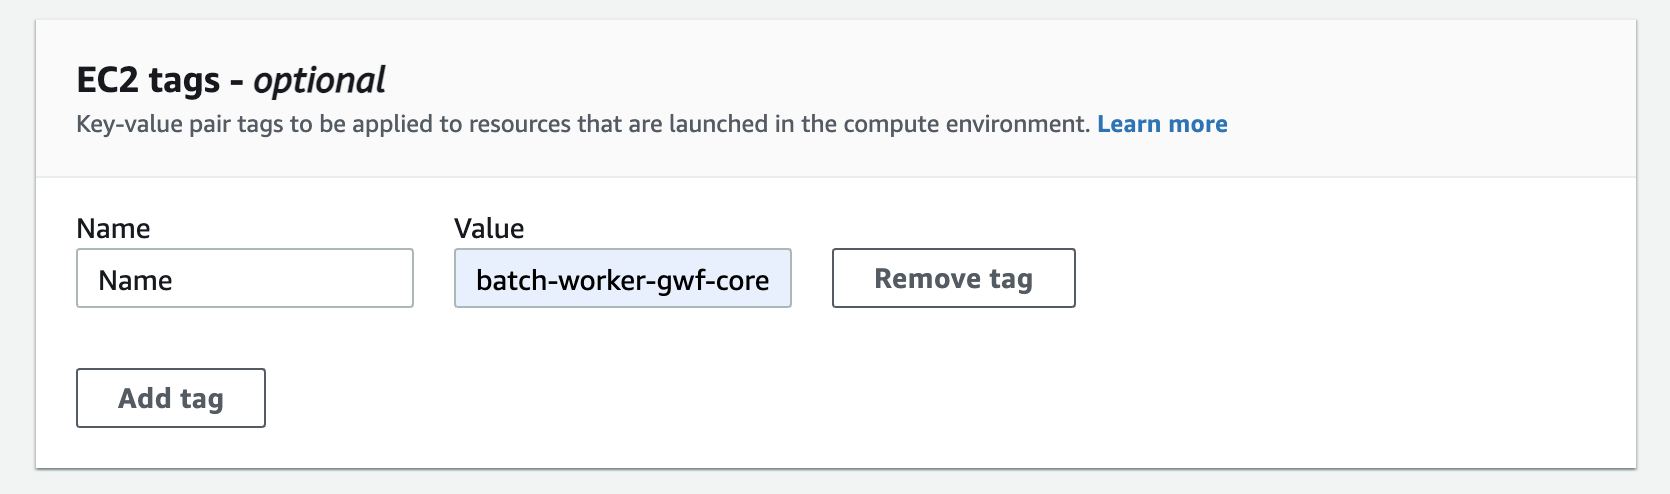 EC2 tags - optional
Key-value pair tags to be applied to resources that are launched in the compute environment. Learn more
Name Value
Name batch-worker-gwf-core Remove tag
Add tag